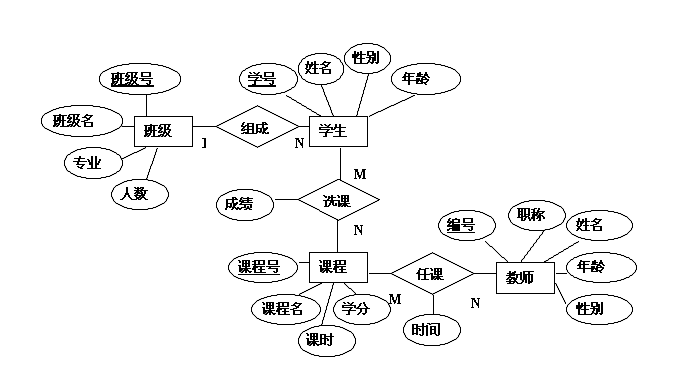 性别
姓名
学号
年龄
班级号
班级名
班级
1
组成
N
学生
专业
人数
M
成绩
选课
N
编号
职称
姓名
课程号
课程
任课
教师
年龄
M
N
课程名
学分
时间
性别
课时